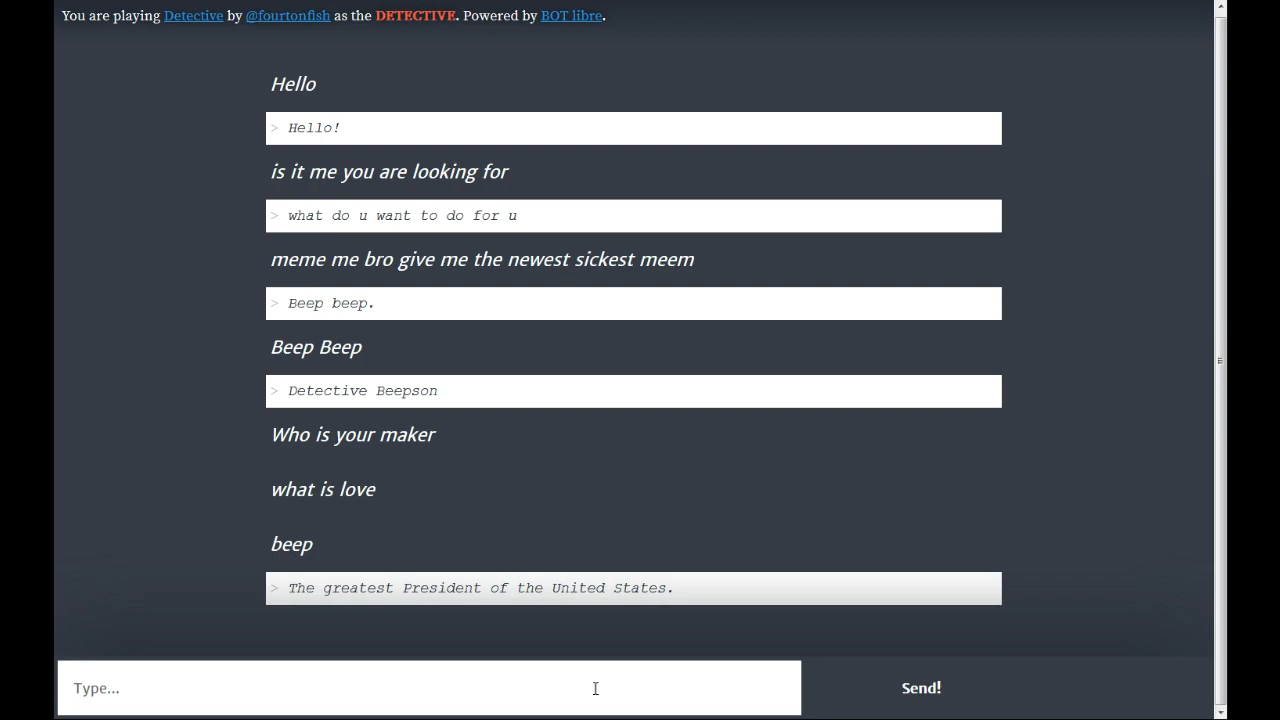 You are playing Detective by @fourtonfish as the DETECTIVE. Powered by BOT libre.
Hello
> Hello!
is it me you are looking for
> what do u want to do for u
meme me bro give me the newest sickest meem
> Beep beep.
Beep Beep
> Detective Beepson
Who is your maker
what is love
beep
> The greatest President of the United States.
Type... Send!